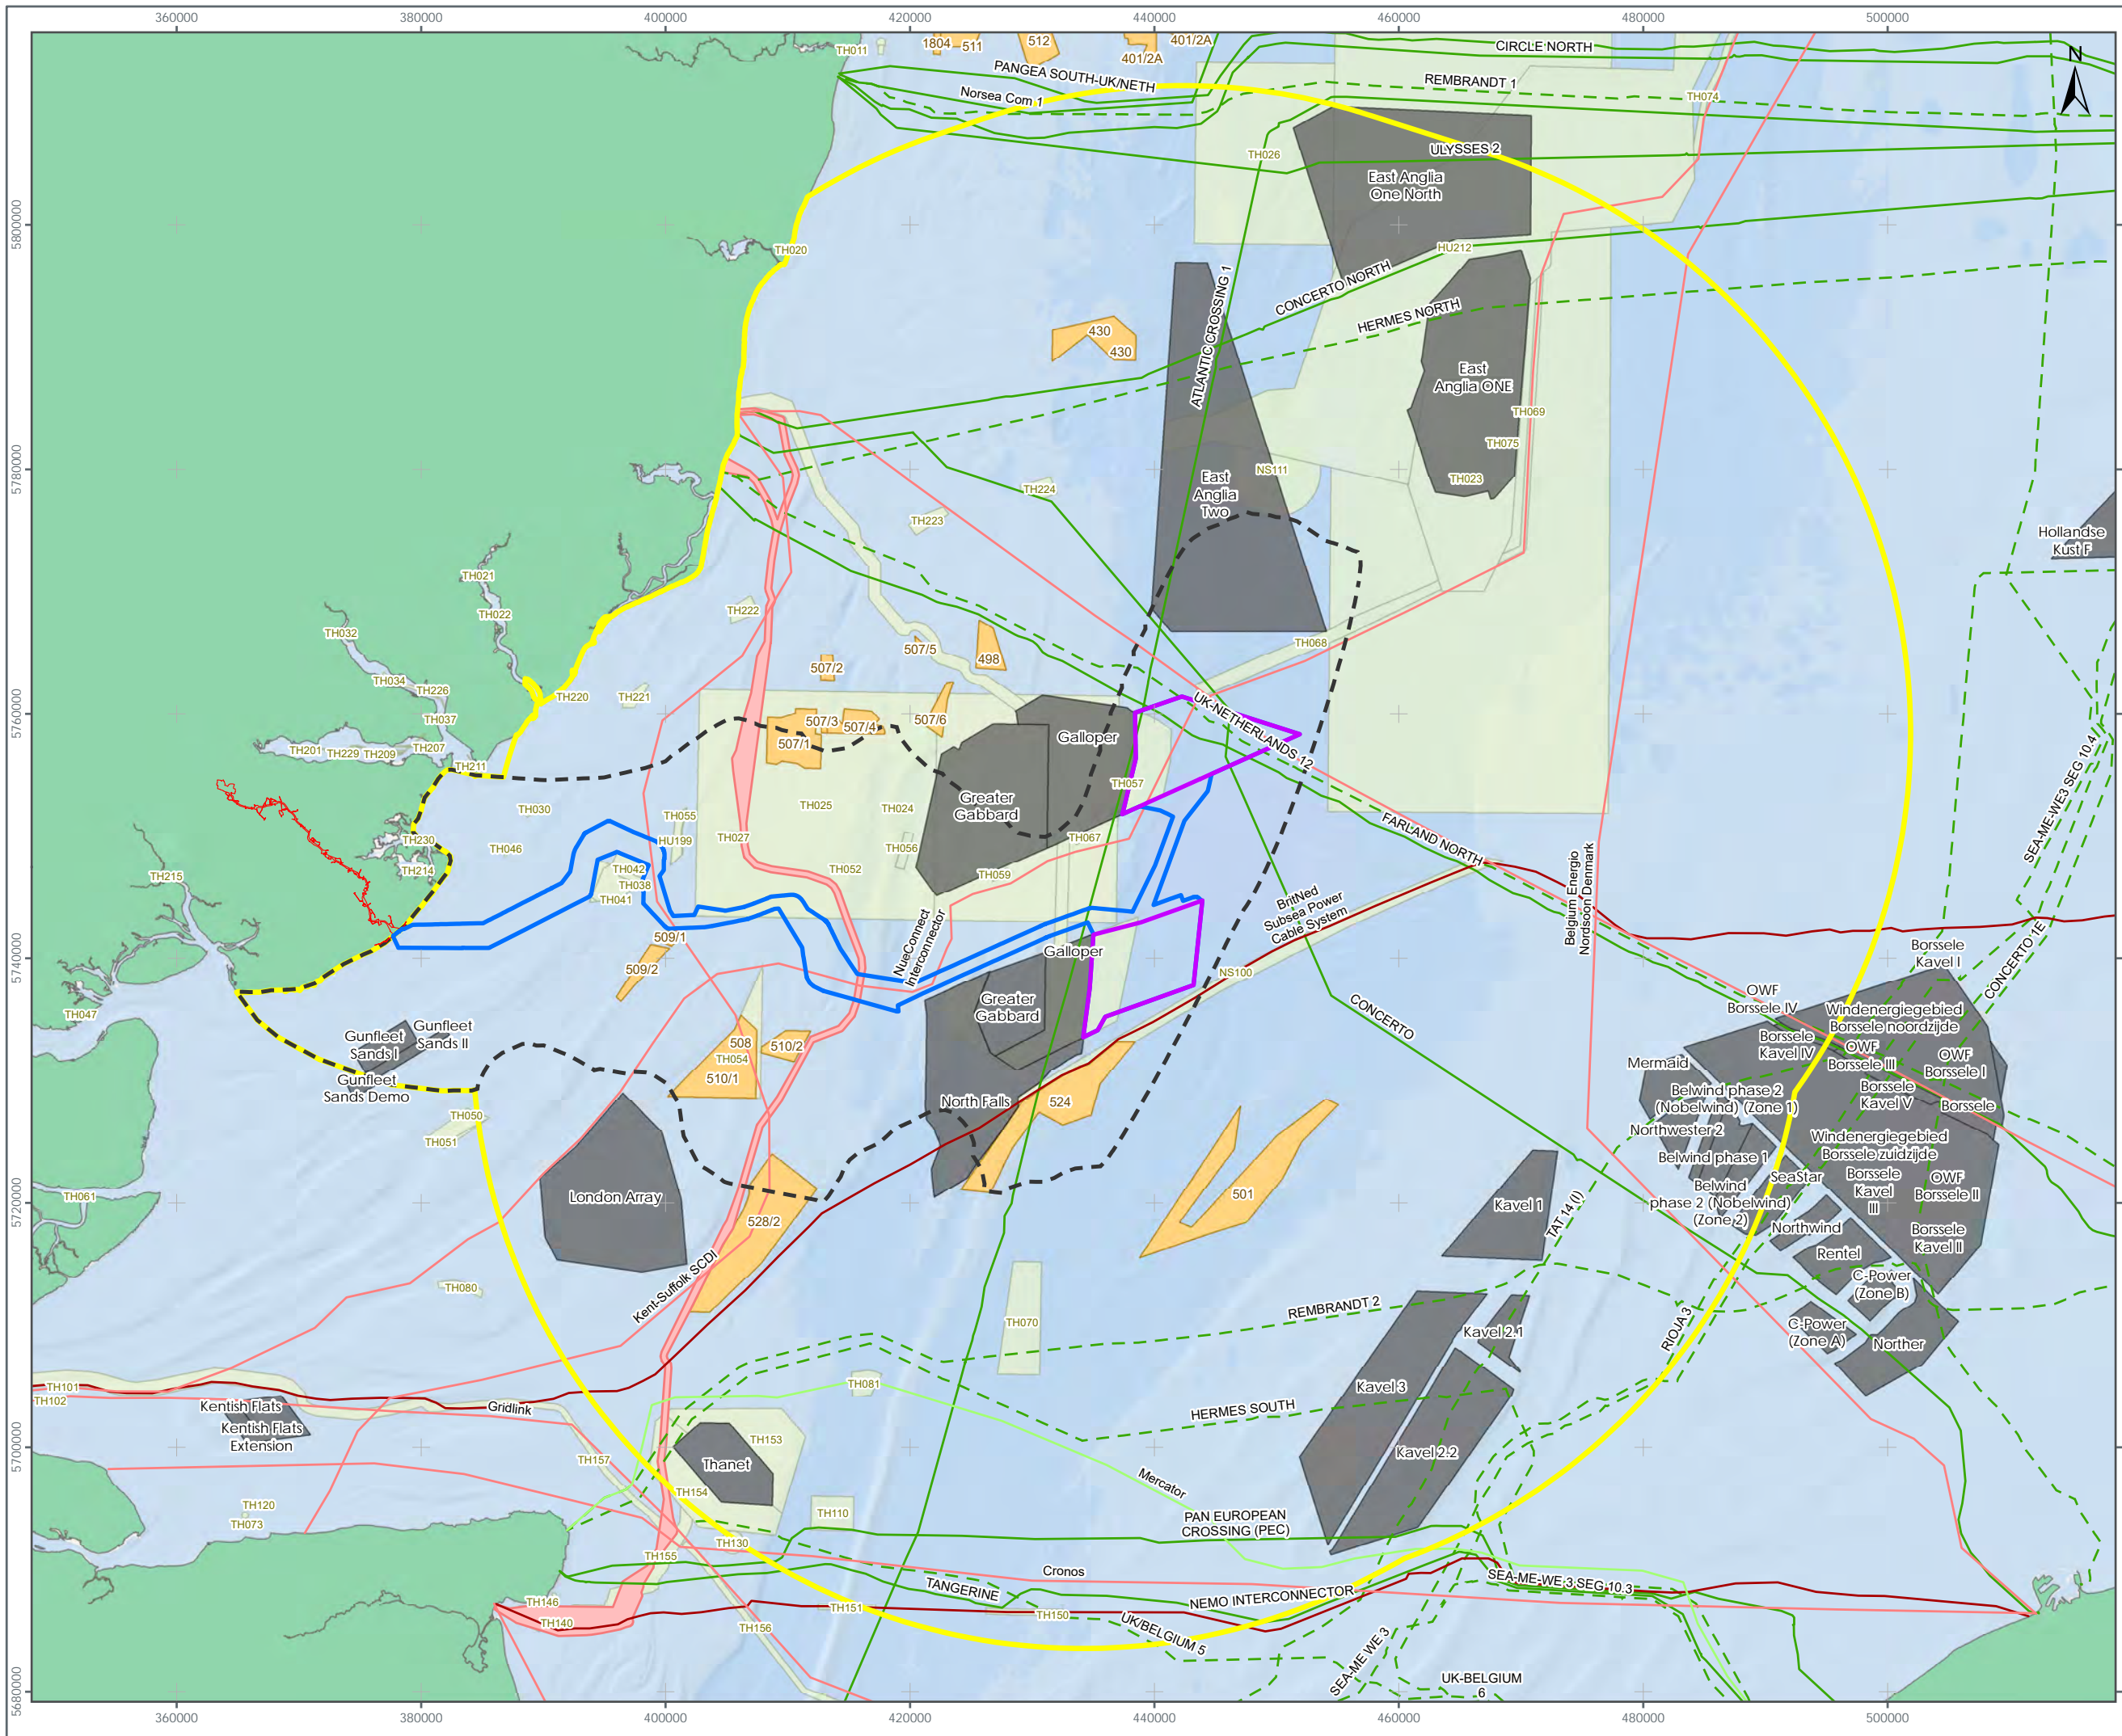 360000
380000
400000
420000
440000
460000
480000
500000
TH011
1804
511
512
401/2A
401/2A
CIRCLE NORTH
N
PANGEA SOUTH-UK/NETH
Norsea Com 1
REMBRANDT 1
TH074
TH026
ULYSSES 2
East Anglia
One North
5800000
TH020
HU212
CONCERTO NORTH
HERMES NORTH
ATLANTIC CROSSING 1
430
430
East
Anglia ONE
TH069
TH075
TH023
5780000
NS111
East
Anglia
Two
TH224
TH223
Hollandse
Kust F
TH021
TH022
TH222
TH032
TH068
507/5
498
507/2
TH034
TH226
TH220
TH221
5760000
TH037
507/3
507/4
507/6
507/1
UK-NETHERLANDS 12
Galloper
TH201
TH229
TH209
TH207
TH211
SEA-ME-WE3 SEG 10.4
TH057
TH030
TH025
TH024
Greater
Gabbard
TH055
FARLAND NORTH
TH230
HU199
TH027
TH067
TH046
TH056
TH214
TH042
TH052
TH059
TH215
TH038
TH041
BritNed
Subsea Power
Cable System
Belgium Energio
Nordsoon Denmark
NueConnect
Interconnector
5740000
509/1
Galloper
509/2
NS100
Borssele
Kavel I
CONCERTO 1E
OWF
Borssele IV
TH047
Greater
Gabbard
CONCERTO
Windenergiegebied
Borssele noordzijde
Gunfleet
Sands I
Gunfleet
Sands II
508
510/2
TH054
Borssele
Kavel IV
OWF
Borssele III
OWF
Borssele I
Mermaid
Gunfleet
Sands Demo
510/1
Belwind phase 2
(Nobelwind) (Zone 1)
Borssele
Kavel V
Borssele
North Falls
524
TH050
TH051
Northwester 2
Windenergiegebied
Borssele zuidzijde
Belwind phase 1
SeaStar
Borssele
Kavel
III
OWF
Borssele II
5720000
TH061
London Array
501
Kavel 1
Belwind
phase 2 (Nobelwind)
(Zone 2)
528/2
TAT 14 (I)
Northwind
Rentel
Borssele
Kavel II
TH080
Kent-Suffolk SCDI
C-Power
(Zone B)
TH070
REMBRANDT 2
RIOJA 3
Kavel 2.1
C-Power
(Zone A)
Norther
TH101
TH102
Kentish Flats
Gridlink
TH081
Kavel 3
HERMES SOUTH
Kentish Flats
Extension
5700000
TH153
Thanet
Kavel 2.2
TH157
Mercator
TH154
TH120
TH073
TH110
PAN EUROPEAN
CROSSING (PEC)
TH130
TH155
Cronos
TANGERINE
SEA-ME-WE 3 SEG 10.3
NEMO INTERCONNECTOR
TH146
TH151
TH150
TH140
TH156
UK/BELGIUM 5
SEA-ME WE 3
UK-BELGIUM
6
5680000
360000
380000
400000
420000
440000
460000
480000
500000